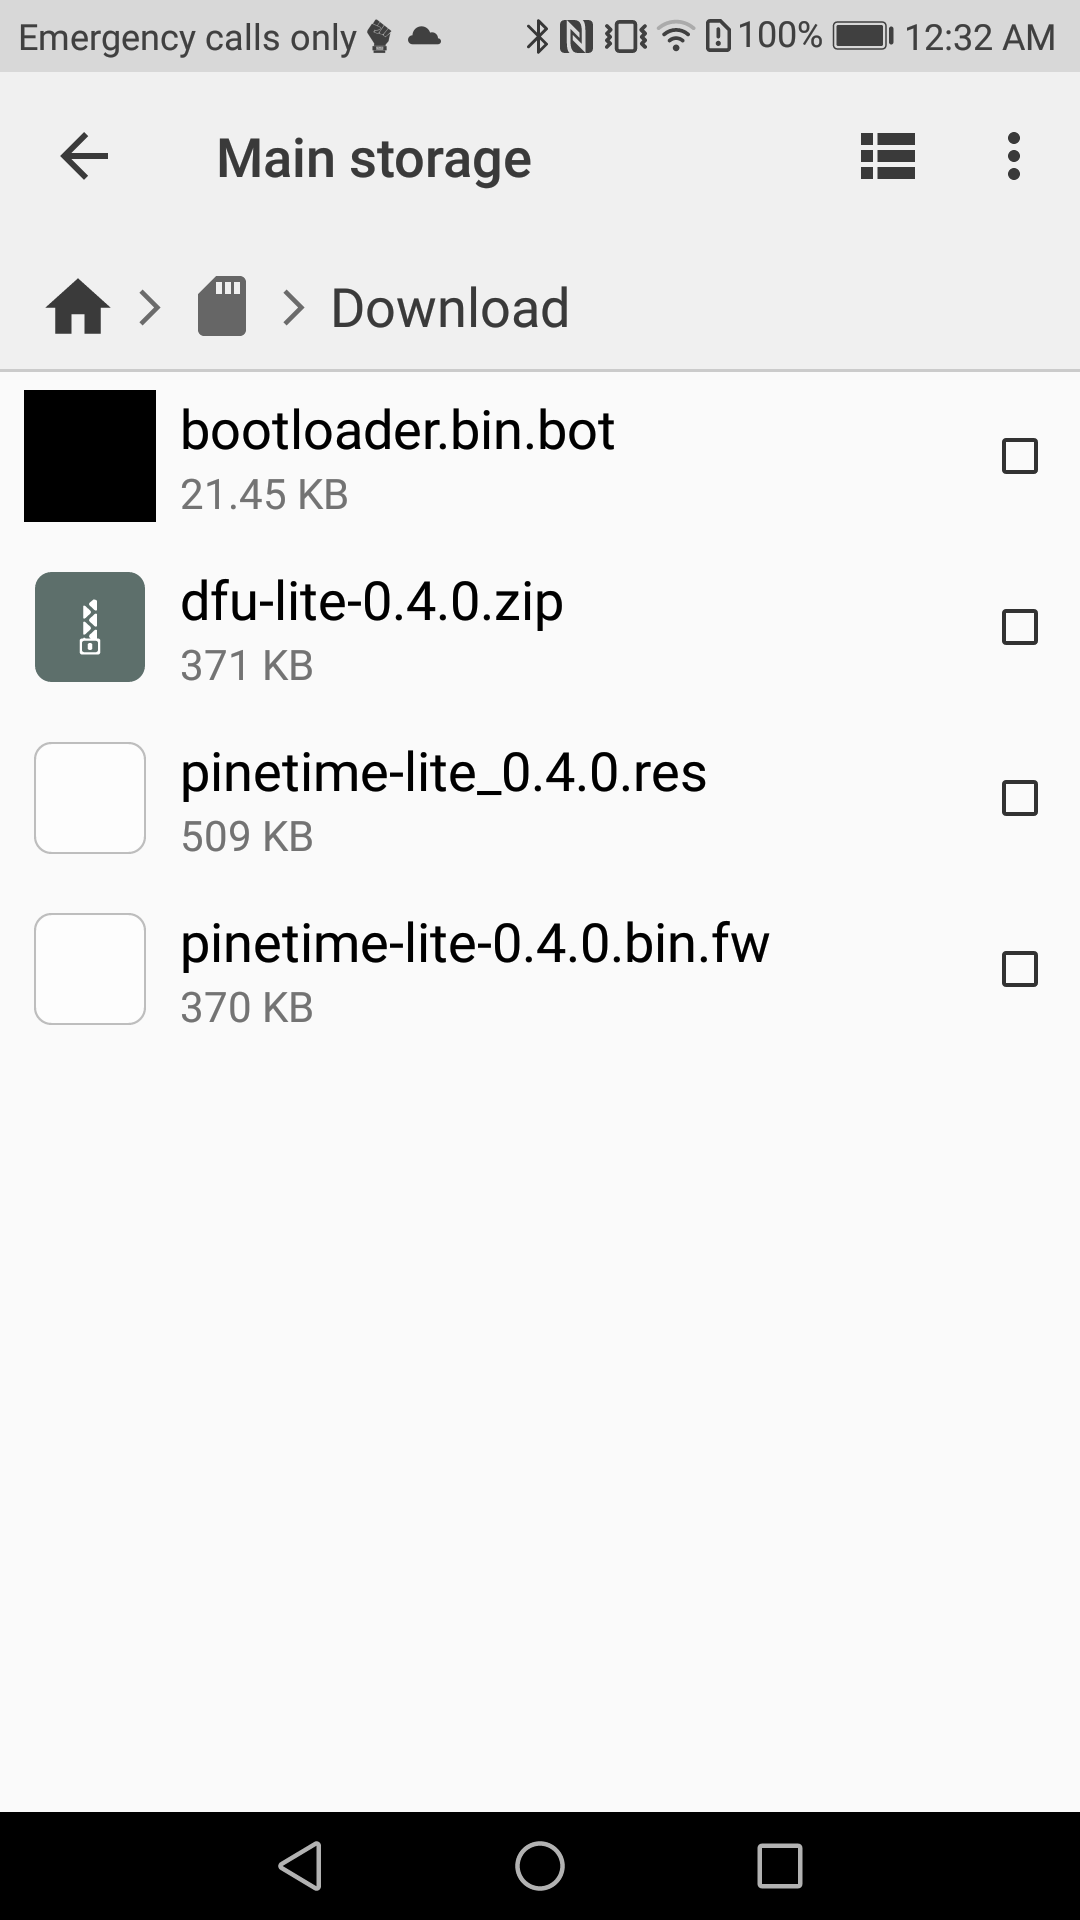 Emergency calls only 100% 12:32 AM
Main storage
Download
bootloader.bin.bot
21.45 KB
dfu-lite-0.4.0.zip
371 KB
pinetime-lite_0.4.0.res
509 KB
pinetime-lite-0.4.0.bin.fw
370 KB